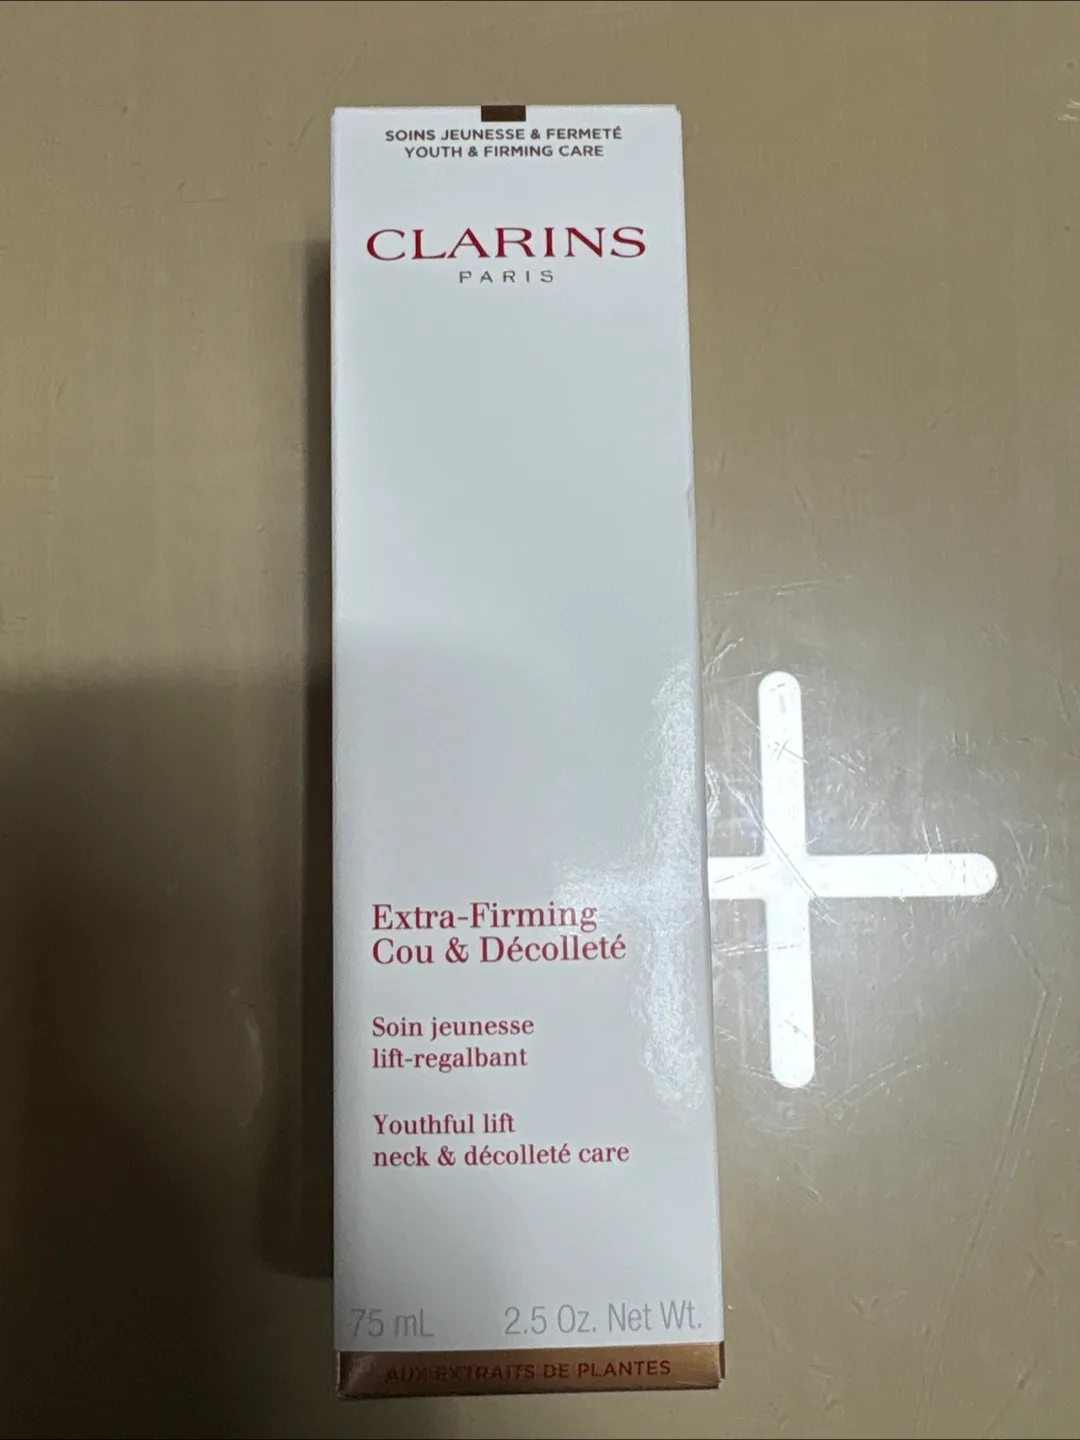 SOINS JEUNESSE & FERMETÉ
YOUTH & FIRMING CARE
CLARINS
PARIS
Extra-Firming
Cou & Décolleté
Soin jeunesse
lift-regalbant
Youthful lift
neck & décolleté care
75 mL 2.5 Oz. Net Wt.
AUX EXTRAITS DE PLANTES